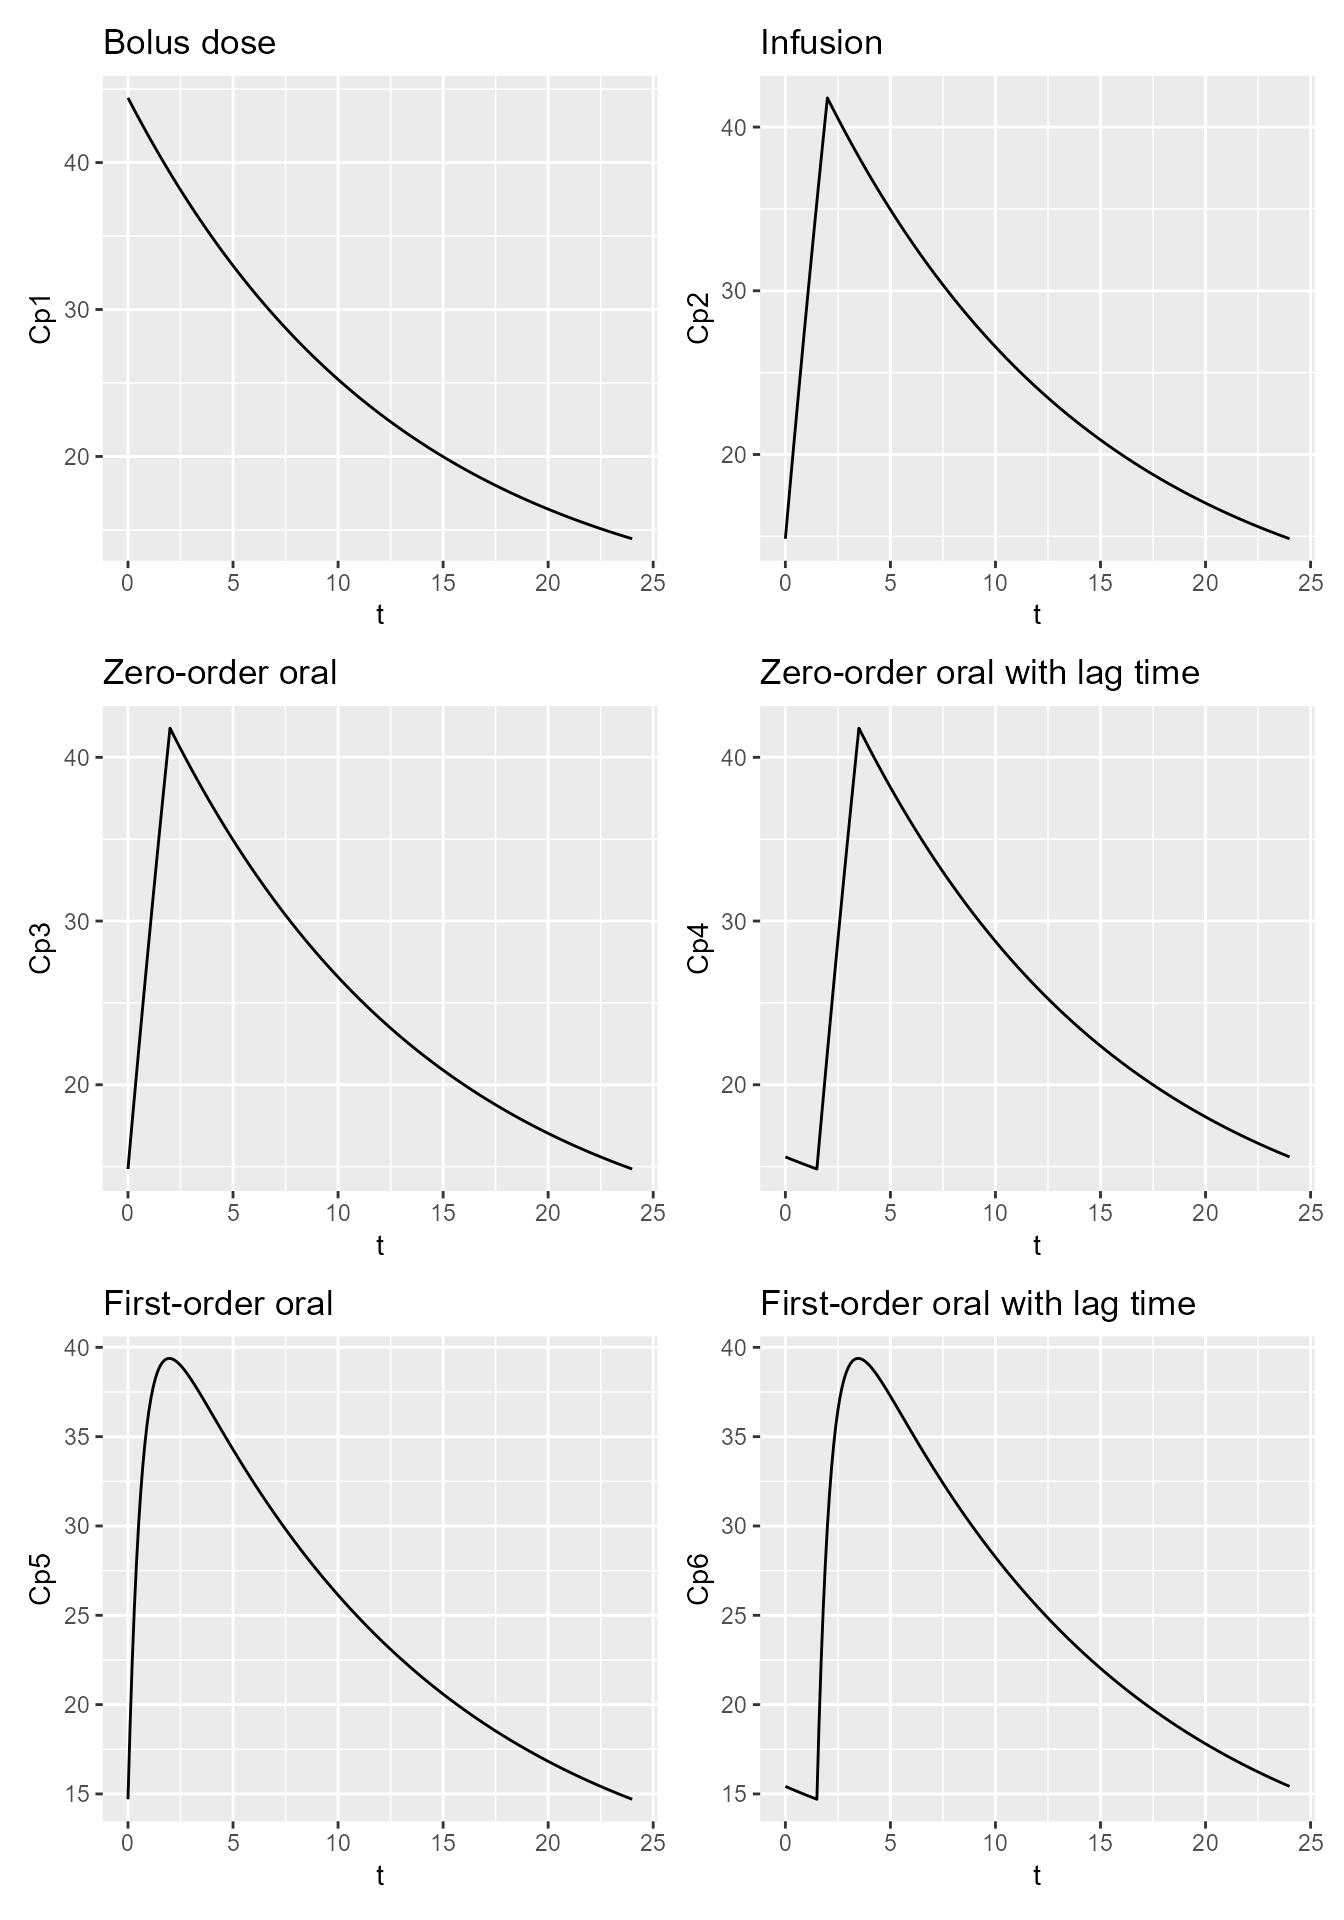 Bolus dose
Cp1
40
30
20
0 5 10 15 20 25
t
Infusion
Cp2
40
30
20
0 5 10 15 20 25
t
Zero-order oral
Cp3
40
30
20
0 5 10 15 20 25
t
Zero-order oral with lag time
Cp4
40
30
20
0 5 10 15 20 25
t
First-order oral
Cp5
40
35
30
25
20
15
0 5 10 15 20 25
t
First-order oral with lag time
Cp6
40
35
30
25
20
15
0 5 10 15 20 25
t